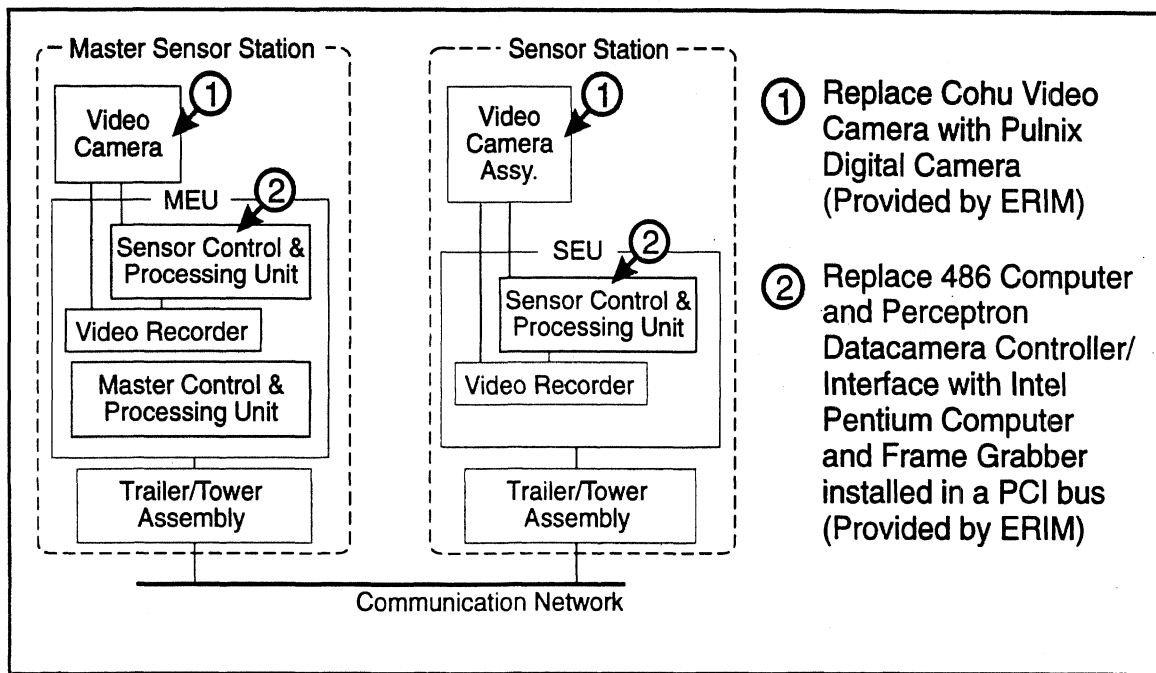 Master Sensor Station
1
Video
Camera
MEU
2
Sensor Control &
Processing Unit
Video Recorder
Master Control &
Processing Unit
Trailer/Tower
Assembly
Sensor Station
1
Video
Camera
Assy.
SEU
2
Sensor Control &
Processing Unit
Video Recorder
Trailer/Tower
Assembly
Communication Network
1 Replace Cohu Video
Camera with Pulnix
Digital Camera
(Provided by ERIM)
2 Replace 486 Computer
and Perceptron
Datacamera Controller/
Interface with Intel
Pentium Computer
and Frame Grabber
installed in a PCI bus
(Provided by ERIM)